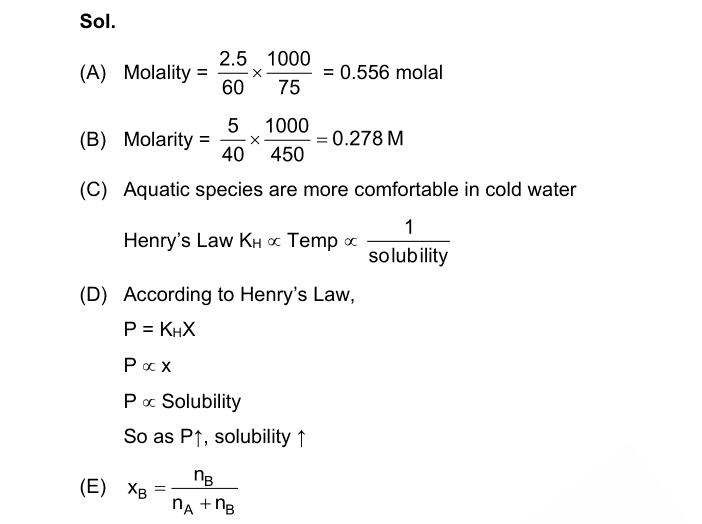 Sol.
(A) Molality = 2.5/60 × 1000/75 = 0.556 molal
(B) Molarity = 5/40 × 1000/450 = 0.278 M
(C) Aquatic species are more comfortable in cold water
Henry's Law K_H ∝ Temp ∝ 1/solubility
(D) According to Henry's Law,
P = K_HX
P ∝ x
P ∝ Solubility
So as P↑, solubility ↑
(E) x_B = n_B/(n_A + n_B)